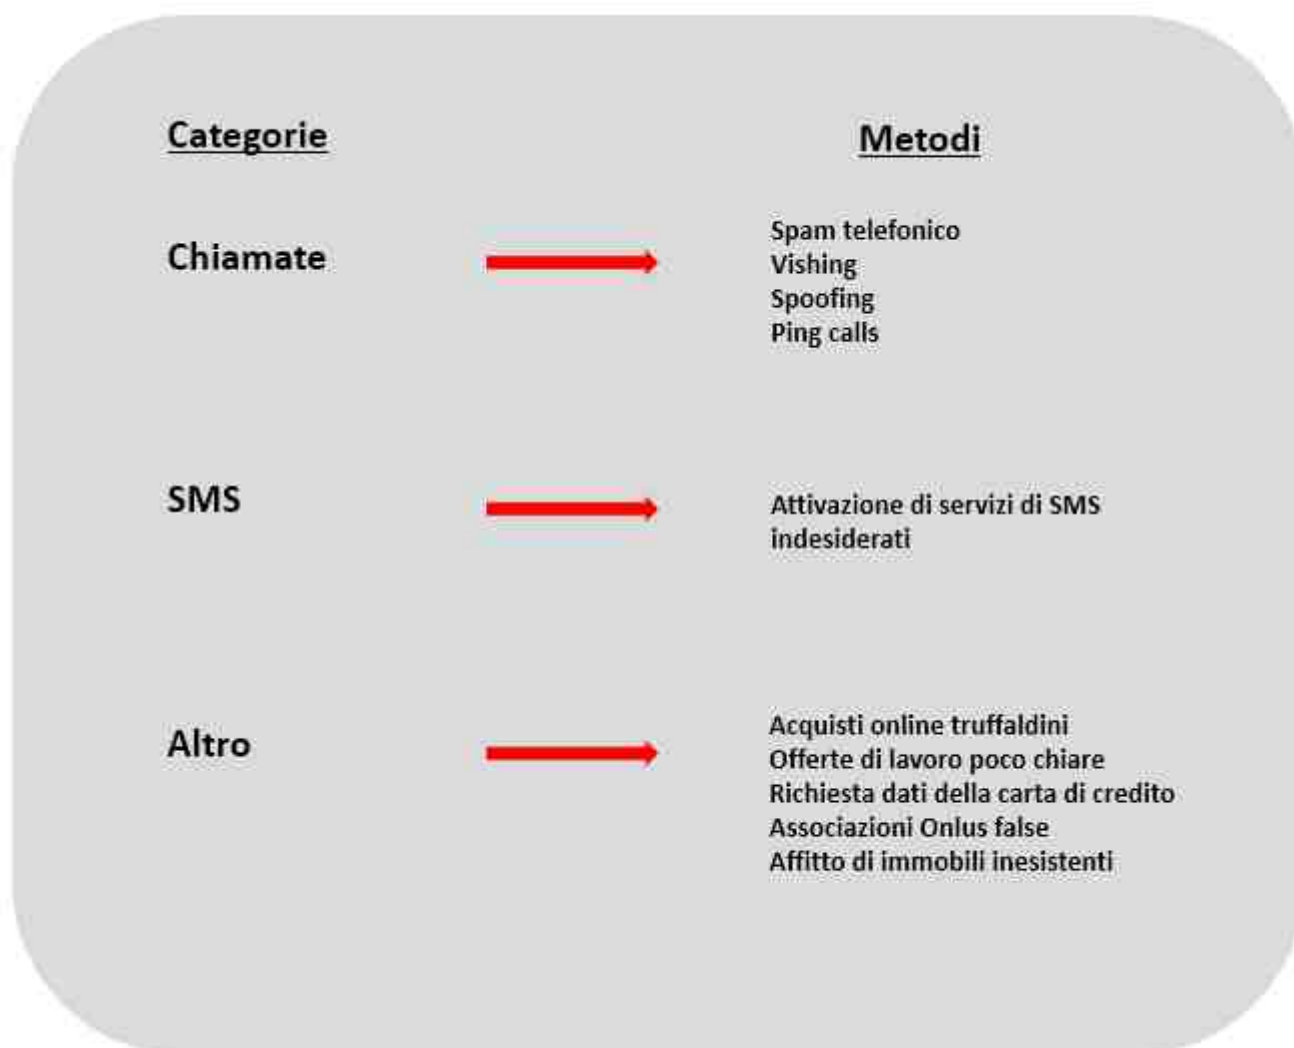 Categorie
Metodi
Chiamate
Spam telefonico
Vishing
Spoofing
Ping calls
SMS
Attivazione di servizi di SMS
indesiderati
Altro
Acquisti online truffaldini
Offerte di lavoro poco chiare
Richiesta dati della carta di credito
Associazioni Onlus false
Affitto di immobili inesistenti